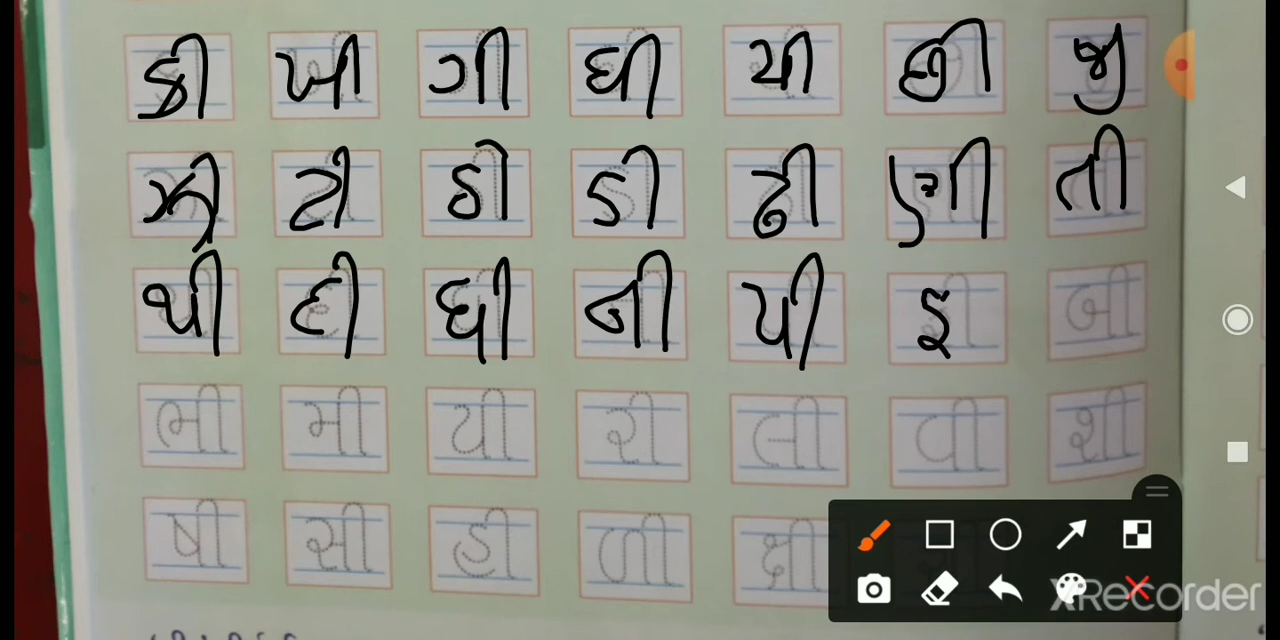 કી ખી ગી ઘી ચી છી જી
ઝી ટી ઠી ડી ઢી ણી તી
થી દી ધી ની પી ફી બી
ભી મી યી રી લી વી શી
ષી સી હી ળી ક્ષી
XRecorder